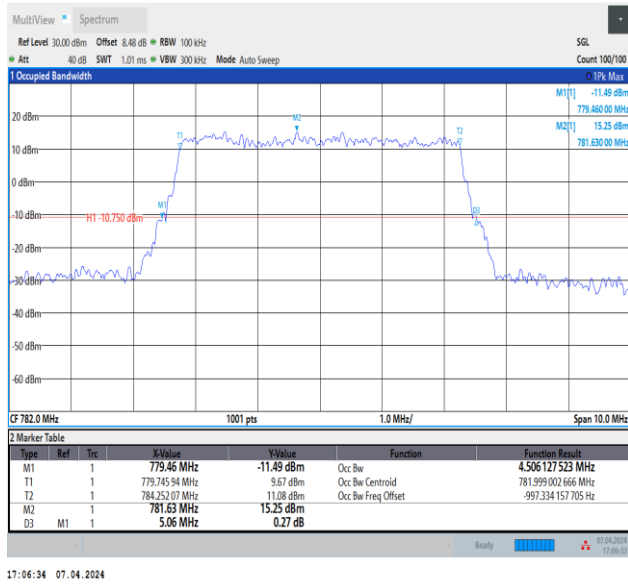 MultiView Spectrum
Ref Level 30.00 dBm Offset 8.48 dB RBW 100 kHz SGL
Att 40 dB SWT 1.01 ms VBW 300 kHz Mode Auto Sweep Count 100/100
1 Occupied Bandwidth 1Pk Max
M1[1] -11.49 dBm
779.460 00 MHz
M2[1] 15.25 dBm
781.630 00 MHz
20 dBm
M2
T1
T2
10 dBm
0 dBm
M1
D3
-10 dBm
H1 -10.750 dBm
-20 dBm
-30 dBm
-40 dBm
-50 dBm
-60 dBm
CF 782.0 MHz 1001 pts 1.0 MHz/ Span 10.0 MHz
2 Marker Table
Type Ref Trc X-Value Y-Value Function Function Result
M1 1 779.46 MHz -11.49 dBm Occ Bw 4.506 127 523 MHz
T1 1 779.745 94 MHz 9.67 dBm Occ Bw Centroid 781.999 002 666 MHz
T2 1 784.252 07 MHz 11.08 dBm Occ Bw Freq Offset -997.334 157 705 Hz
M2 1 781.63 MHz 15.25 dBm
D3 M1 1 5.06 MHz 0.27 dB
Ready 07.04.2024
17:06:33
17:06:34 07.04.2024